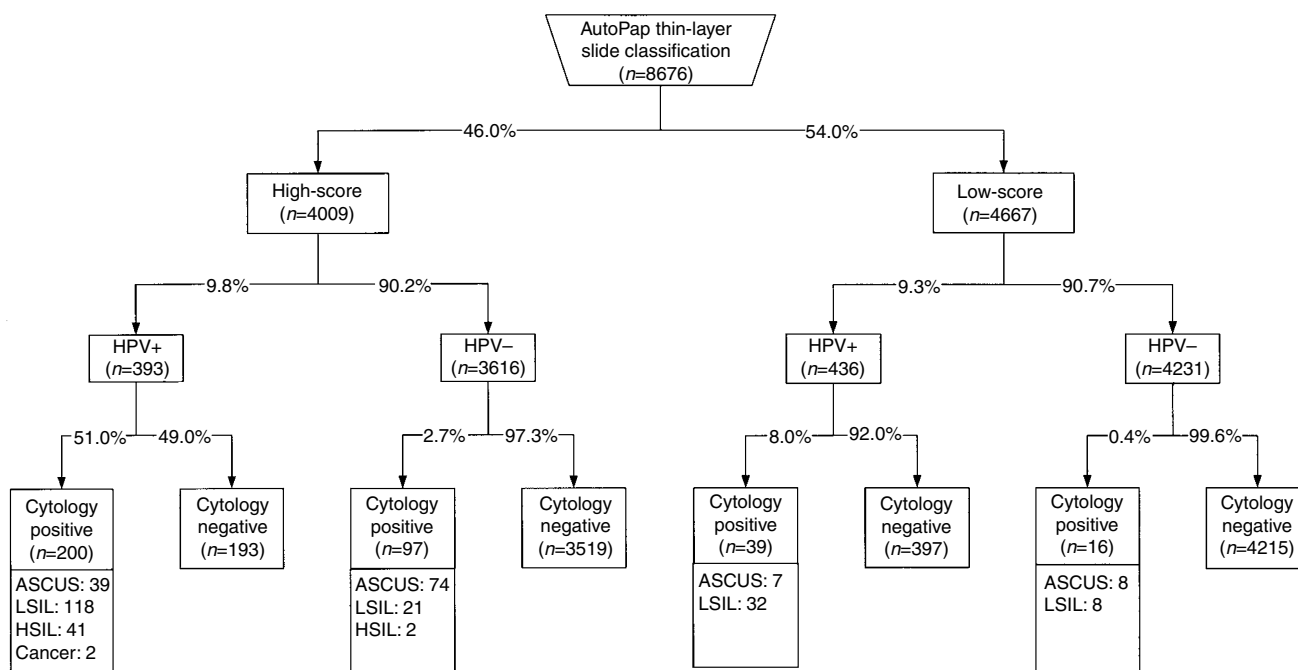 AutoPap thin-layer
slide classification
(n=8676)
46.0%
54.0%
High-score
(n=4009)
Low-score
(n=4667)
9.8%
90.2%
9.3%
90.7%
HPV+
(n=393)
HPV–
(n=3616)
HPV+
(n=436)
HPV–
(n=4231)
51.0%
49.0%
2.7%
97.3%
8.0%
92.0%
0.4%
99.6%
Cytology
positive
(n=200)
Cytology
negative
(n=193)
Cytology
positive
(n=97)
Cytology
negative
(n=3519)
Cytology
positive
(n=39)
Cytology
negative
(n=397)
Cytology
positive
(n=16)
Cytology
negative
(n=4215)
ASCUS: 39
LSIL: 118
HSIL: 41
Cancer: 2
ASCUS: 74
LSIL: 21
HSIL: 2
ASCUS: 7
LSIL: 32
ASCUS: 8
LSIL: 8